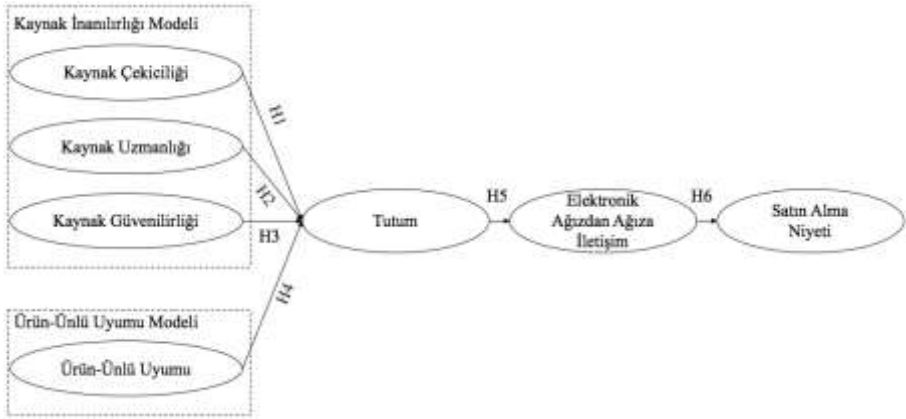 Kaynak İnanılırlığı Modeli
Kaynak Çekiciliği
H1
Kaynak Uzmanlığı
H2
Kaynak Güvenilirliği
H3
Tutum
H5
Elektronik
Ağızdan Ağıza
İletişim
H6
Satın Alma
Niyeti
H4
Ürün-Ünlü Uyumu Modeli
Ürün-Ünlü Uyumu